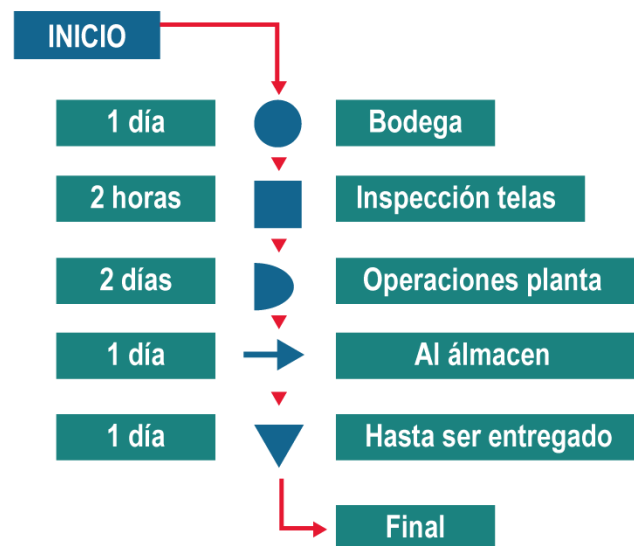 INICIO
1 día
Bodega
2 horas
Inspección telas
2 días
Operaciones planta
1 día
Al álmacen
1 día
Hasta ser entregado
Final